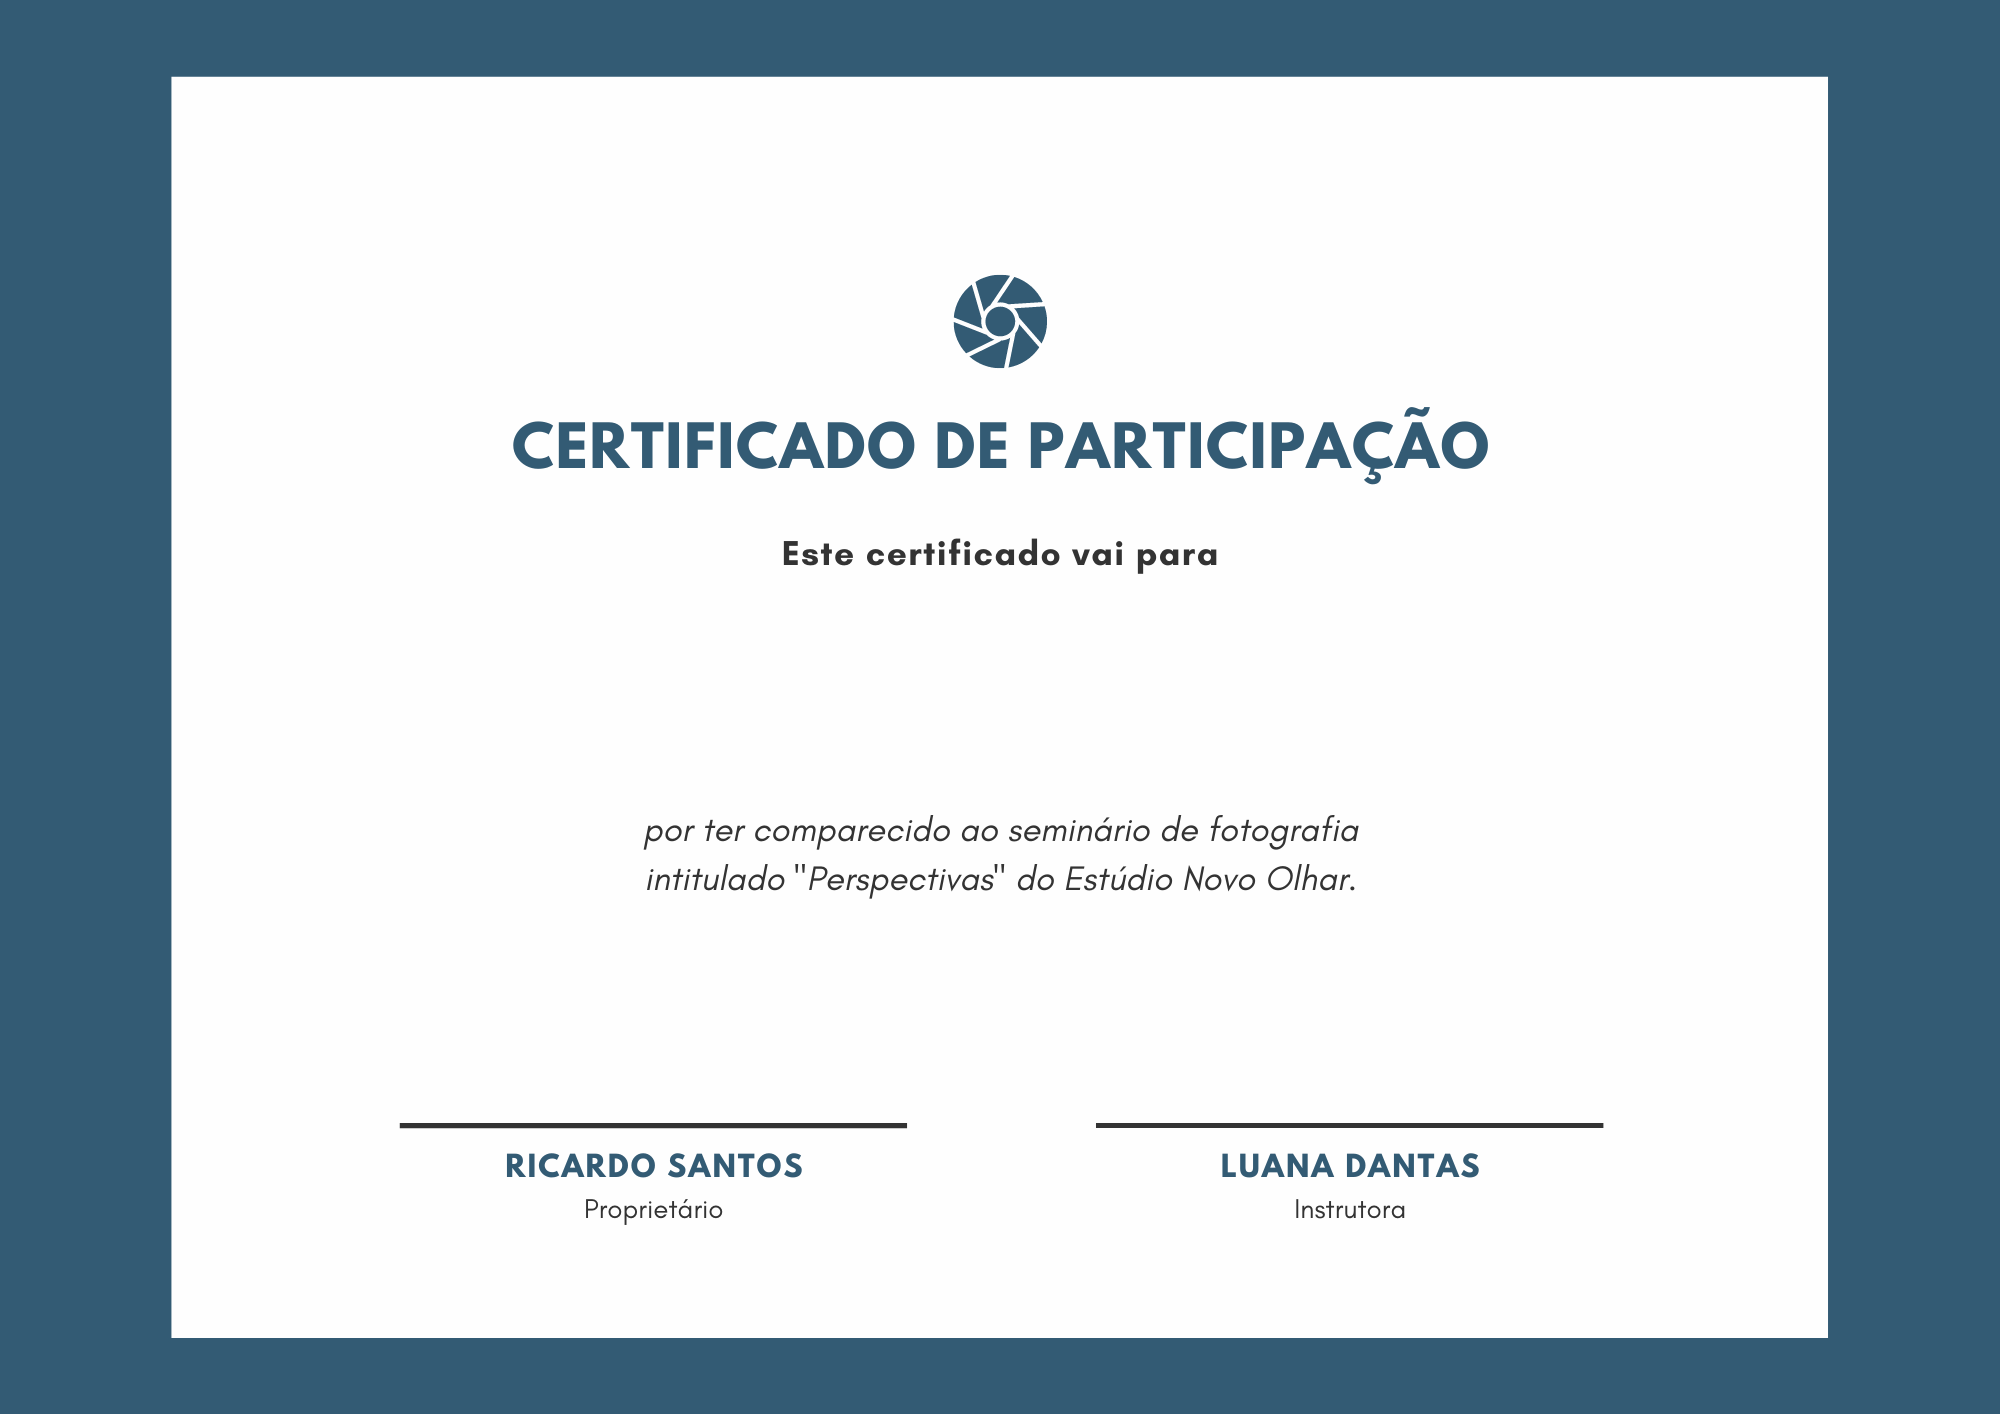 CERTIFICADO DE PARTICIPAÇÃO
Este certificado vai para
por ter comparecido ao seminário de fotografia
intitulado "Perspectivas" do Estúdio Novo Olhar.
RICARDO SANTOS
Proprietário
LUANA DANTAS
Instrutora